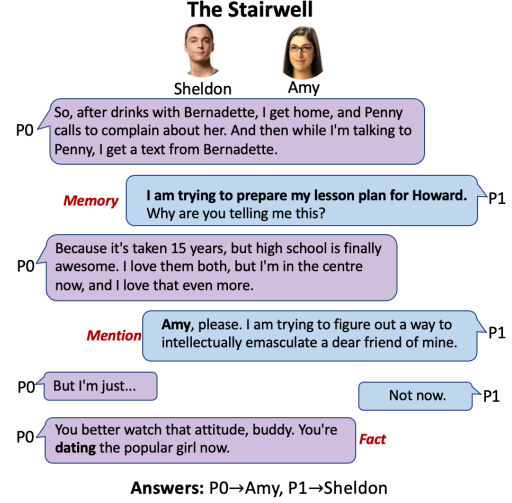 The Stairwell
Sheldon
Amy
P0
So, after drinks with Bernadette, I get home, and Penny
calls to complain about her. And then while I'm talking to
Penny, I get a text from Bernadette.
Memory
I am trying to prepare my lesson plan for Howard.
Why are you telling me this?
P1
P0
Because it's taken 15 years, but high school is finally
awesome. I love them both, but I'm in the centre
now, and I love that even more.
Mention
Amy, please. I am trying to figure out a way to
intellectually emasculate a dear friend of mine.
P1
P0
But I'm just...
Not now.
P1
P0
You better watch that attitude, buddy. You're
dating the popular girl now.
Fact
Answers: P0→Amy, P1→Sheldon